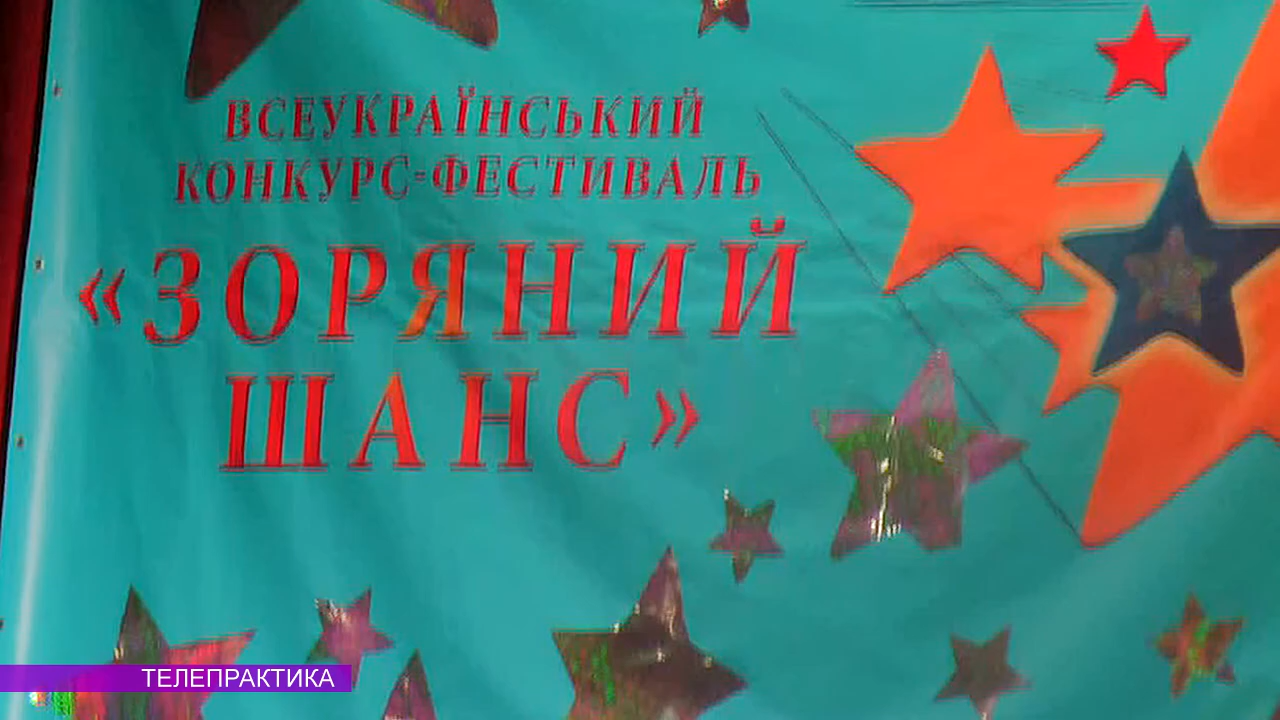 ВСЕУКРАЇНСЬКИЙ
КОНКУРС-ФЕСТИВАЛЬ
«ЗОРЯНИЙ
ШАНС»
ТЕЛЕПРАКТИКА